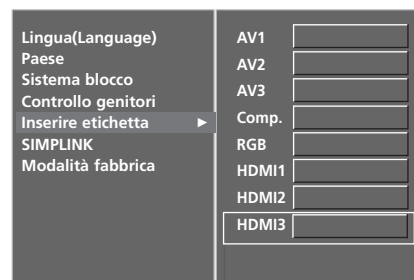 Lingua(Language)
Paese
Sistema blocco
Controllo genitori
Inserire etichetta ►
SIMPLINK
Modalità fabbrica
AV1
AV2
AV3
Comp.
RGB
HDMI1
HDMI2
HDMI3